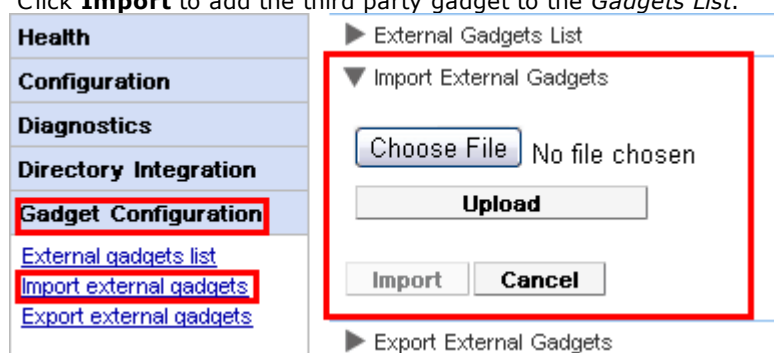 Click Import to add the third party gadget to the Gadgets List.
Health
Configuration
Diagnostics
Directory Integration
Gadget Configuration
External gadgets list
Import external gadgets
Export external gadgets
External Gadgets List
Import External Gadgets
Choose File No file chosen
Upload
Import Cancel
Export External Gadgets